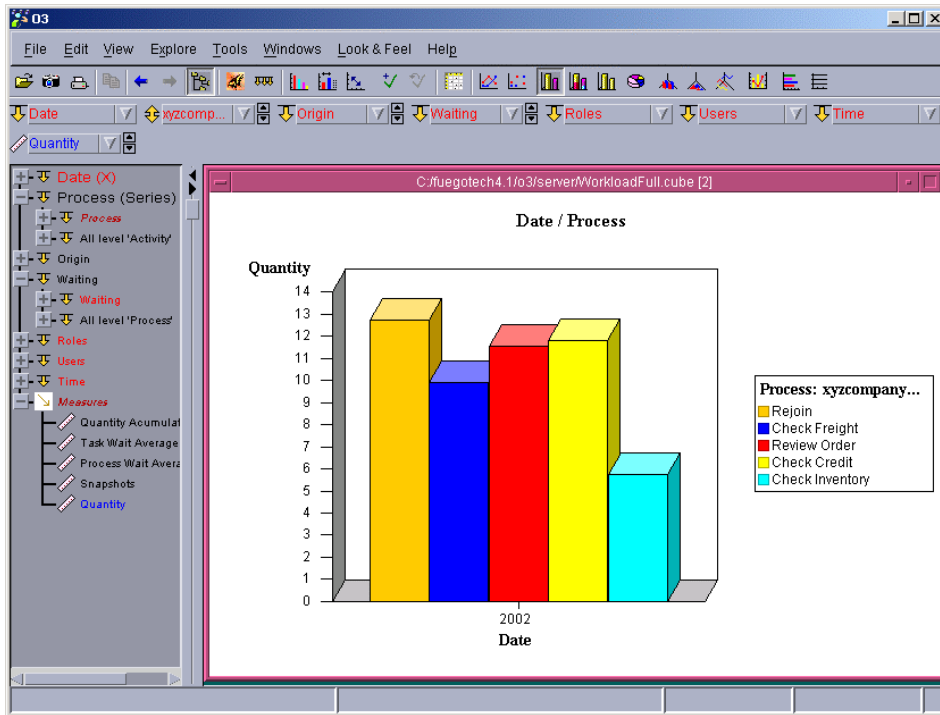 O3
File Edit View Explore Tools Windows Look & Feel Help
Date xyzcomp... Origin Waiting Roles Users Time
Quantity
Date (X)
Process (Series)
Process
All level 'Activity'
Origin
Waiting
Waiting
All level 'Process'
Roles
Users
Time
Measures
Quantity Acumulat
Task Wait Average
Process Wait Avera
Snapshots
Quantity
C:/fuegotech4.1/o3/server/WorkloadFull.cube [2]
Date / Process
Quantity
14
13
12
11
10
9
8
7
6
5
4
3
2
1
0
2002
Date
Process: xyzcompany...
Rejoin
Check Freight
Review Order
Check Credit
Check Inventory